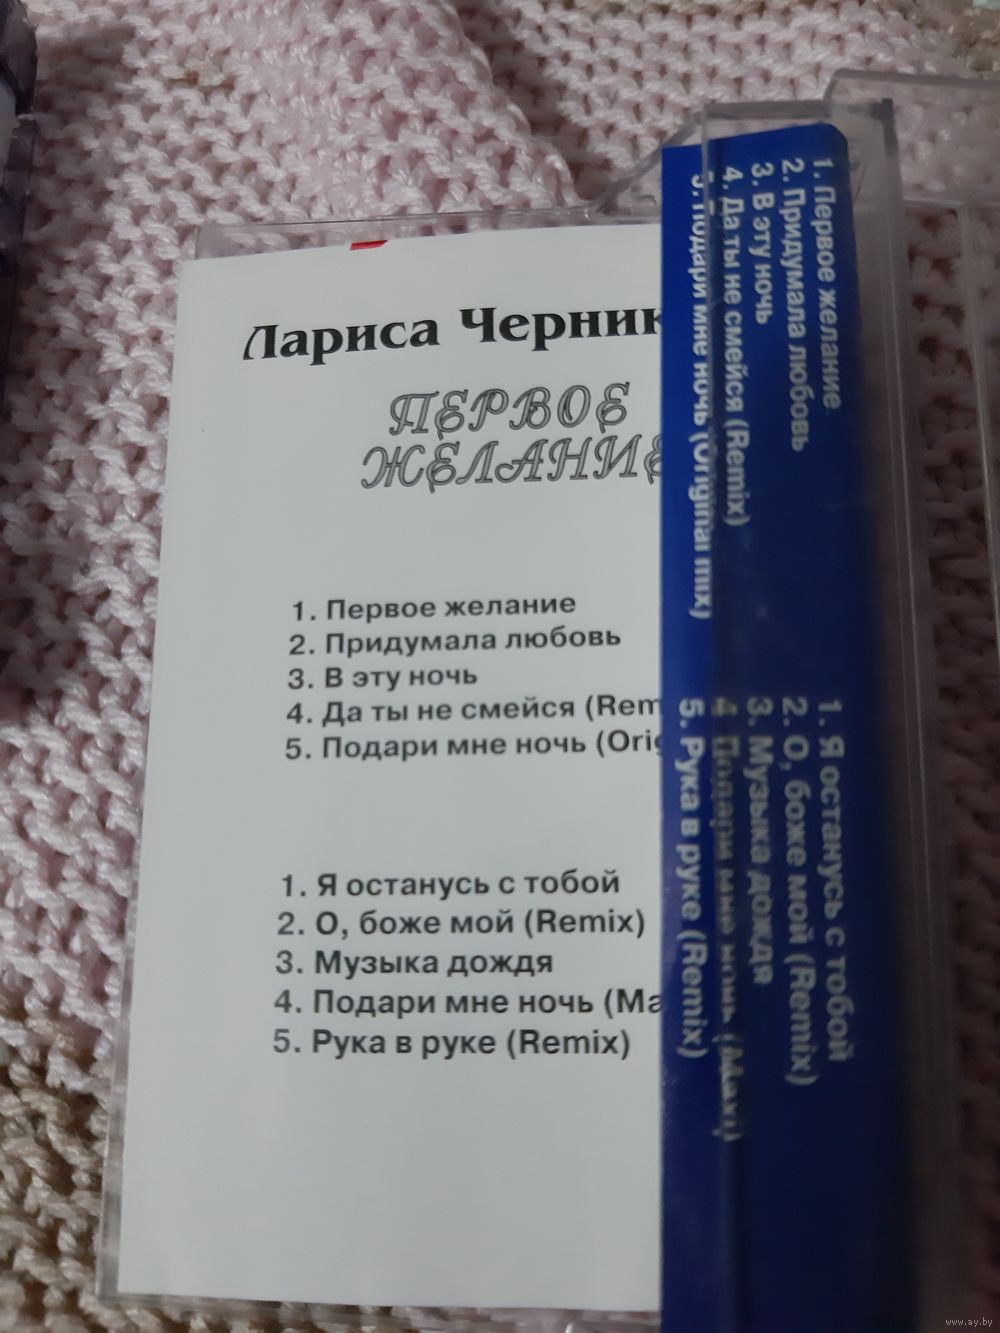 Лариса Черник
ПЕРВОЕ
ЖЕЛАНИЕ
1. Первое желание
2. Придумала любовь
3. В эту ночь
4. Да ты не смейся (Rem
5. Подари мне ночь (Orig
1. Я останусь с тобой
2. О, боже мой (Remix)
3. Музыка дождя
4. Подари мне ночь (Ma
5. Рука в руке (Remix)
1. Первое желание
2. Придумала любовь
3. В эту ночь
4. Да ты не смейся (Remix)
5. Подари мне ночь (Original mix)
1. Я останусь с тобой
2. О, боже мой (Remix)
3. Музыка дождя
4. Подари мне ночь (Maxi)
5. Рука в руке (Remix)
www.ay.by